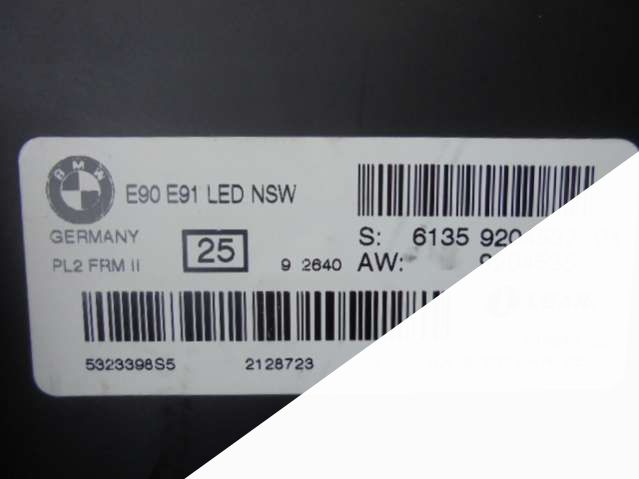 BMW
E90 E91 LED NSW
GERMANY
25
S: 6135 920
PL2 FRM II
9 2640
AW:
5323398S5
2128723